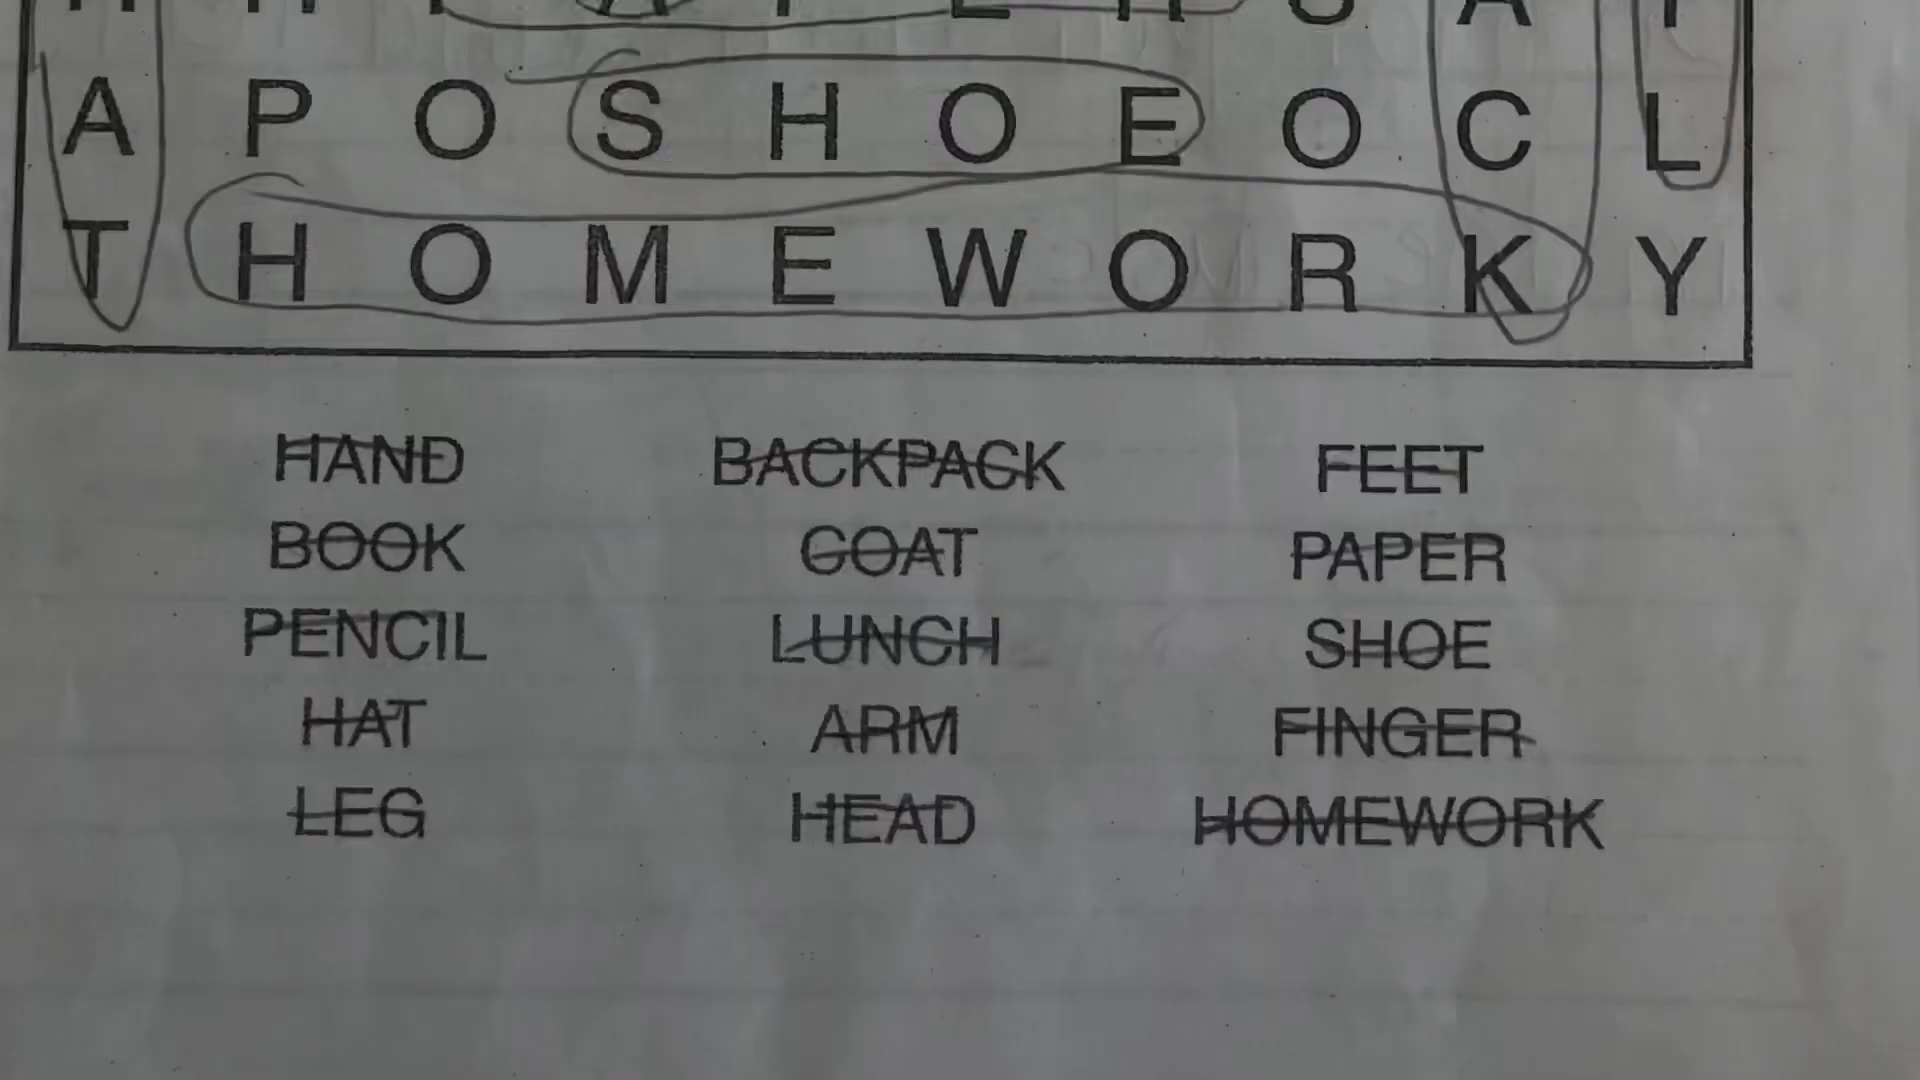 A P O S H O E O C L
T H O M E W O R K Y
HAND BACKPACK FEET
BOOK GOAT PAPER
PENCIL LUNCH SHOE
HAT ARM FINGER
LEG HEAD HOMEWORK